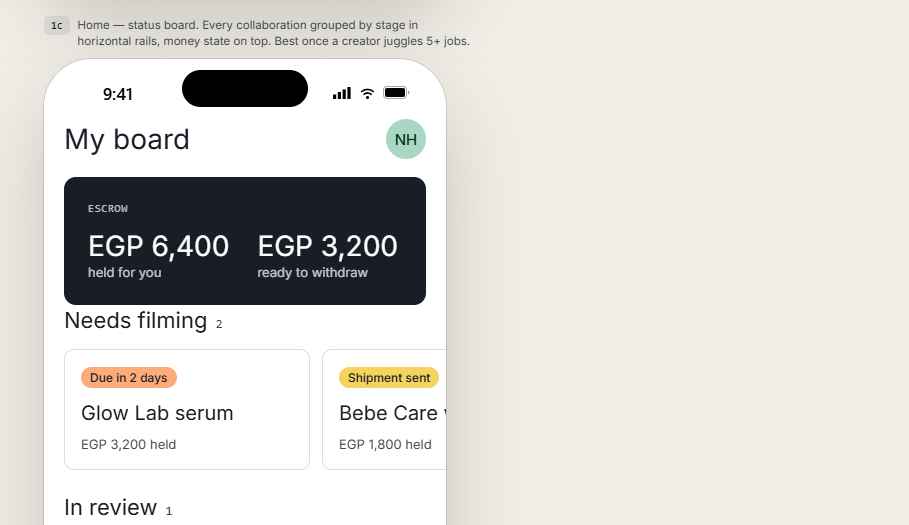 1c
Home — status board. Every collaboration grouped by stage in
horizontal rails, money state on top. Best once a creator juggles 5+ jobs.
9:41
My board
NH
ESCROW
EGP 6,400 EGP 3,200
held for you ready to withdraw
Needs filming 2
Due in 2 days Shipment sent
Glow Lab serum Bebe Care
EGP 3,200 held EGP 1,800 held
In review 1